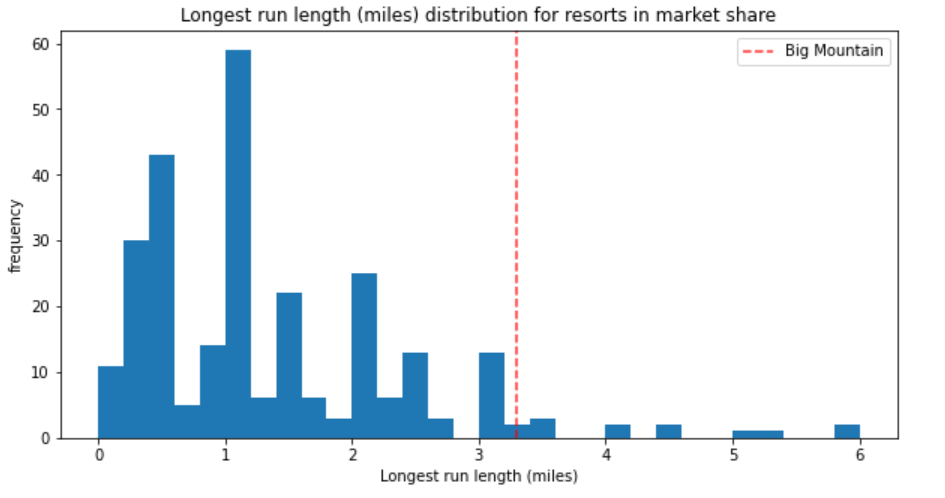 Longest run length (miles) distribution for resorts in market share
Big Mountain
60
50
40
30
20
10
0
frequency
0 1 2 3 4 5 6
Longest run length (miles)